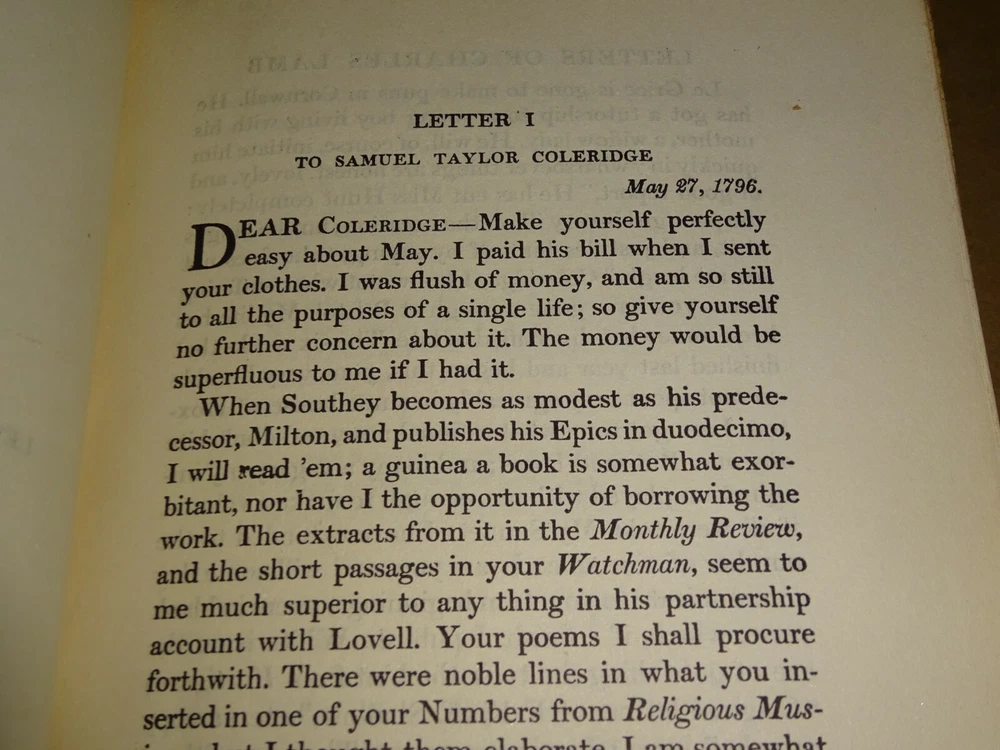 LETTER I
TO SAMUEL TAYLOR COLERIDGE
May 27, 1796.
DEAR COLERIDGE—Make yourself perfectly
easy about May. I paid his bill when I sent
your clothes. I was flush of money, and am so still
to all the purposes of a single life; so give yourself
no further concern about it. The money would be
superfluous to me if I had it.
When Southey becomes as modest as his prede-
cessor, Milton, and publishes his Epics in duodecimo,
I will read 'em; a guinea a book is somewhat exor-
bitant, nor have I the opportunity of borrowing the
work. The extracts from it in the Monthly Review,
and the short passages in your Watchman, seem to
me much superior to any thing in his partnership
account with Lovell. Your poems I shall procure
forthwith. There were noble lines in what you in-
serted in one of your Numbers from Religious Mus-
but I thought them elaborate. I am somewhat